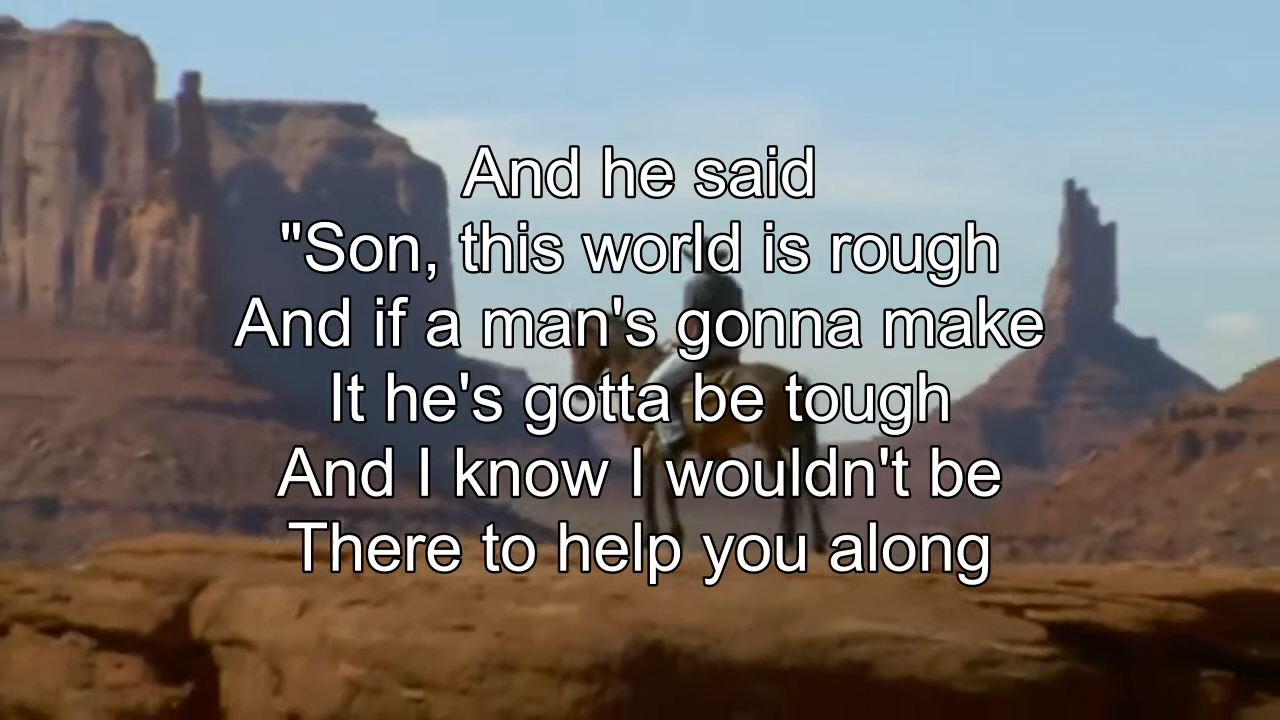 And he said
"Son, this world is rough
And if a man's gonna make
It he's gotta be tough
And I know I wouldn't be
There to help you along